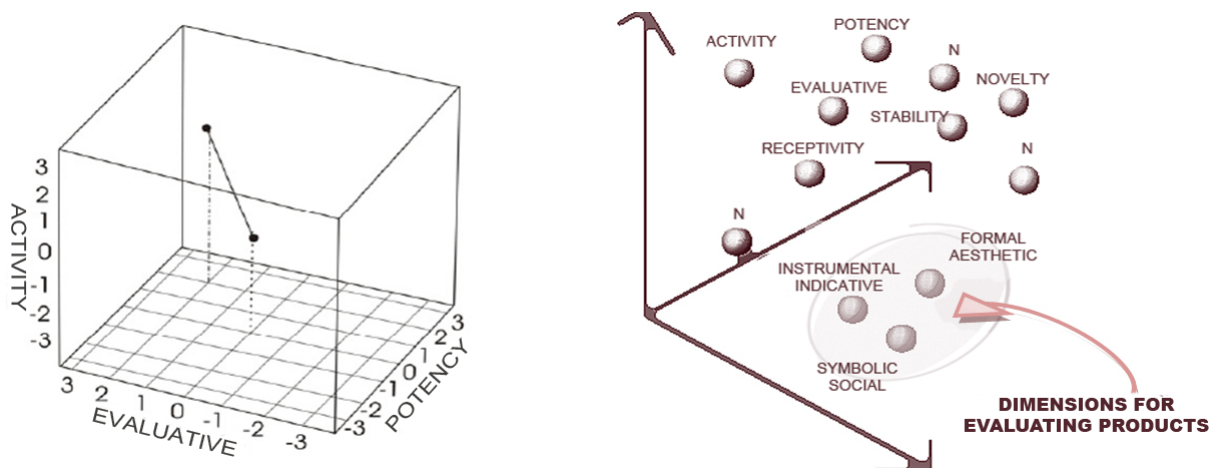 3
2
1
0
-1
-2
-3
ACTIVITY
3
2
1
0
-1
-2
-3
EVALUATIVE
-3
-2
-1
0
1
2
3
POTENCY
POTENCY
ACTIVITY
N
NOVELTY
EVALUATIVE
STABILITY
RECEPTIVITY
N
N
FORMAL
AESTHETIC
INSTRUMENTAL
INDICATIVE
SYMBOLIC
SOCIAL
DIMENSIONS FOR
EVALUATING PRODUCTS